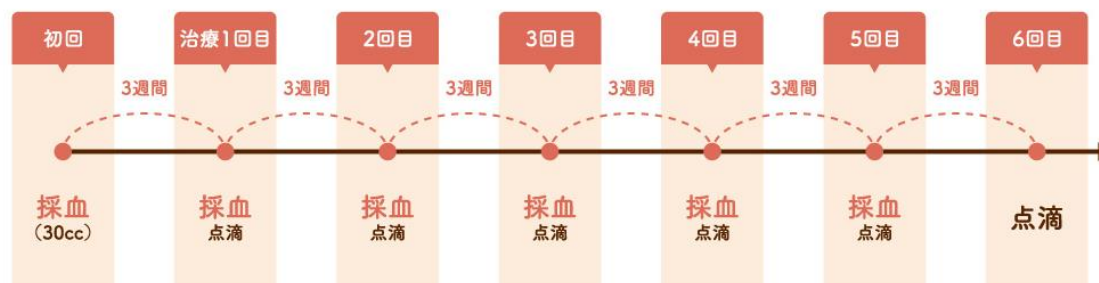 初回 治療1回目 2回目 3回目 4回目 5回目 6回目
3週間 3週間 3週間 3週間 3週間 3週間
採血 採血 採血 採血 採血 採血 点滴
（30cc） 点滴 点滴 点滴 点滴 点滴